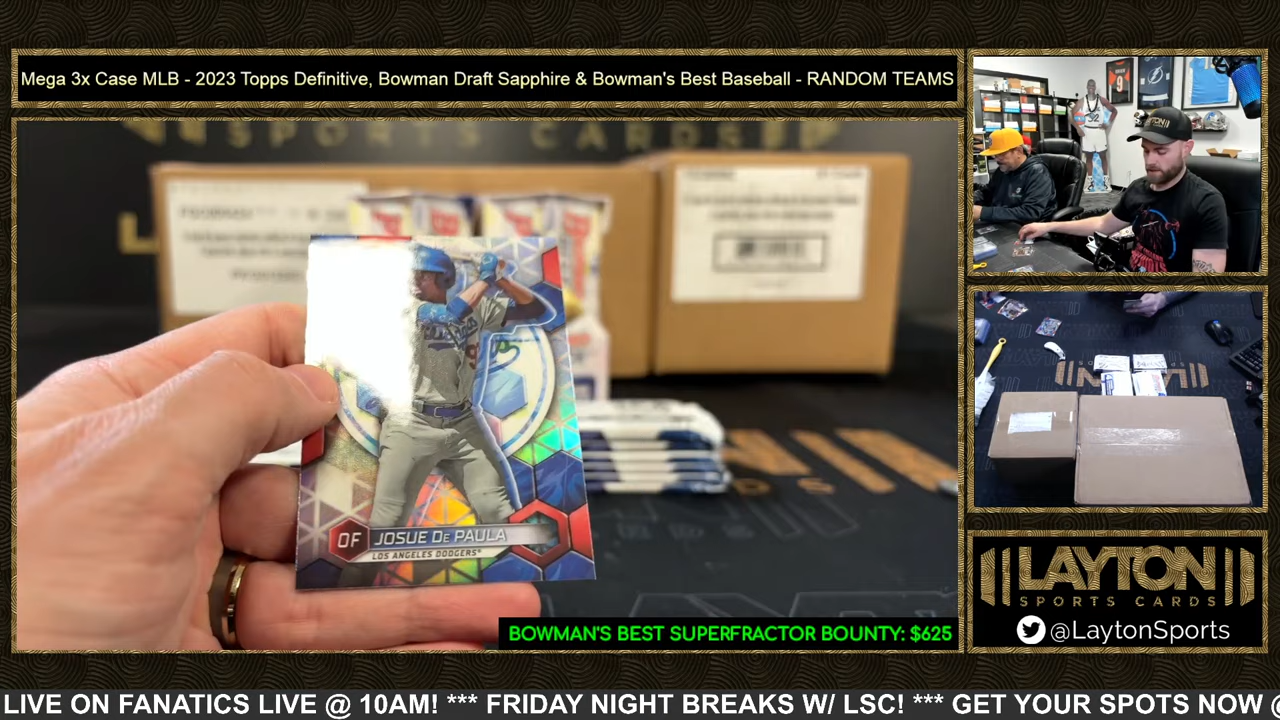 Mega 3x Case MLB - 2023 Topps Definitive, Bowman Draft Sapphire & Bowman's Best Baseball - RANDOM TEAMS
OF JOSUE DE PAULA
LOS ANGELES DODGERS
BOWMAN'S BEST SUPERFRACTOR BOUNTY: $625
LAYTON
SPORTS CARDS
@LaytonSports
LIVE ON FANATICS LIVE @ 10AM! *** FRIDAY NIGHT BREAKS W/ LSC! *** GET YOUR SPOTS NOW @